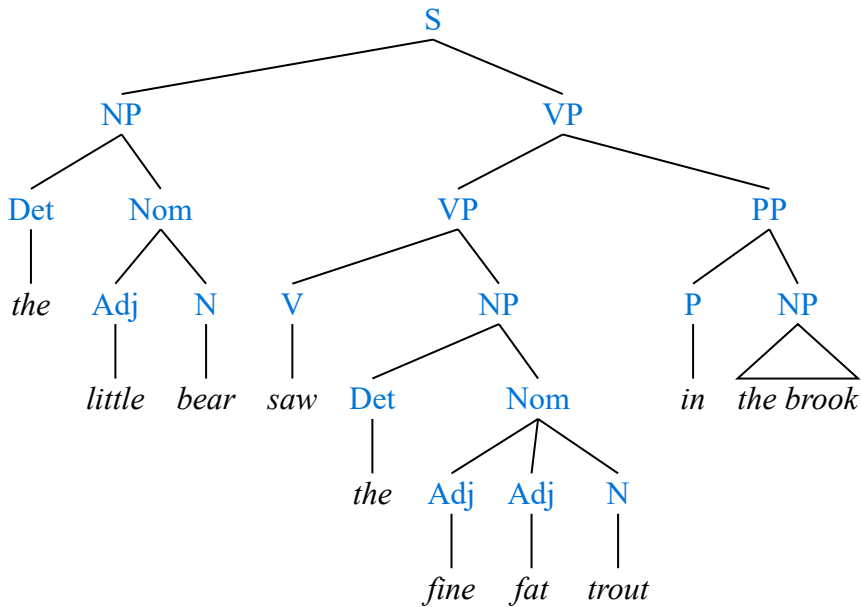 S
NP VP
Det Nom VP PP
the Adj N V NP P NP
little bear saw Det Nom in the brook
the Adj Adj N
fine fat trout